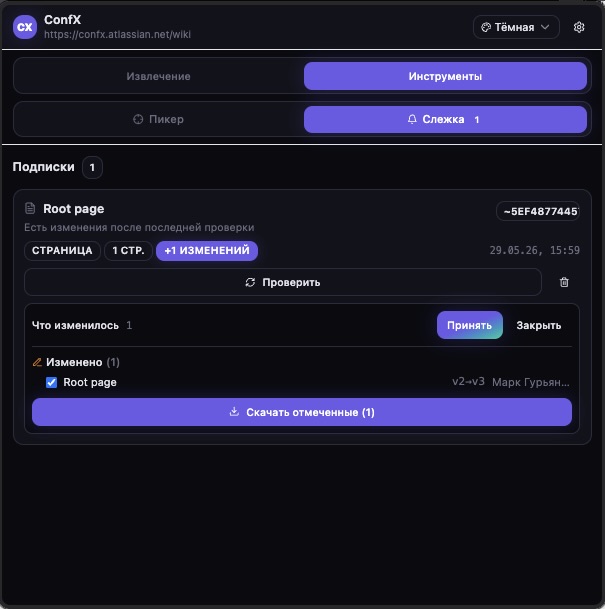 CX ConfX
https://confx.atlassian.net/wiki
Тёмная
Извлечение Инструменты
Пикер Слежка 1
Подписки 1
Root page ~5EF4877445
Есть изменения после последней проверки
СТРАНИЦА 1 СТР. +1 ИЗМЕНЕНИЙ 29.05.26, 15:59
Проверить
Что изменилось 1 Принять Закрыть
Изменено (1)
Root page v2→v3 Марк Гурьян...
Скачать отмеченные (1)